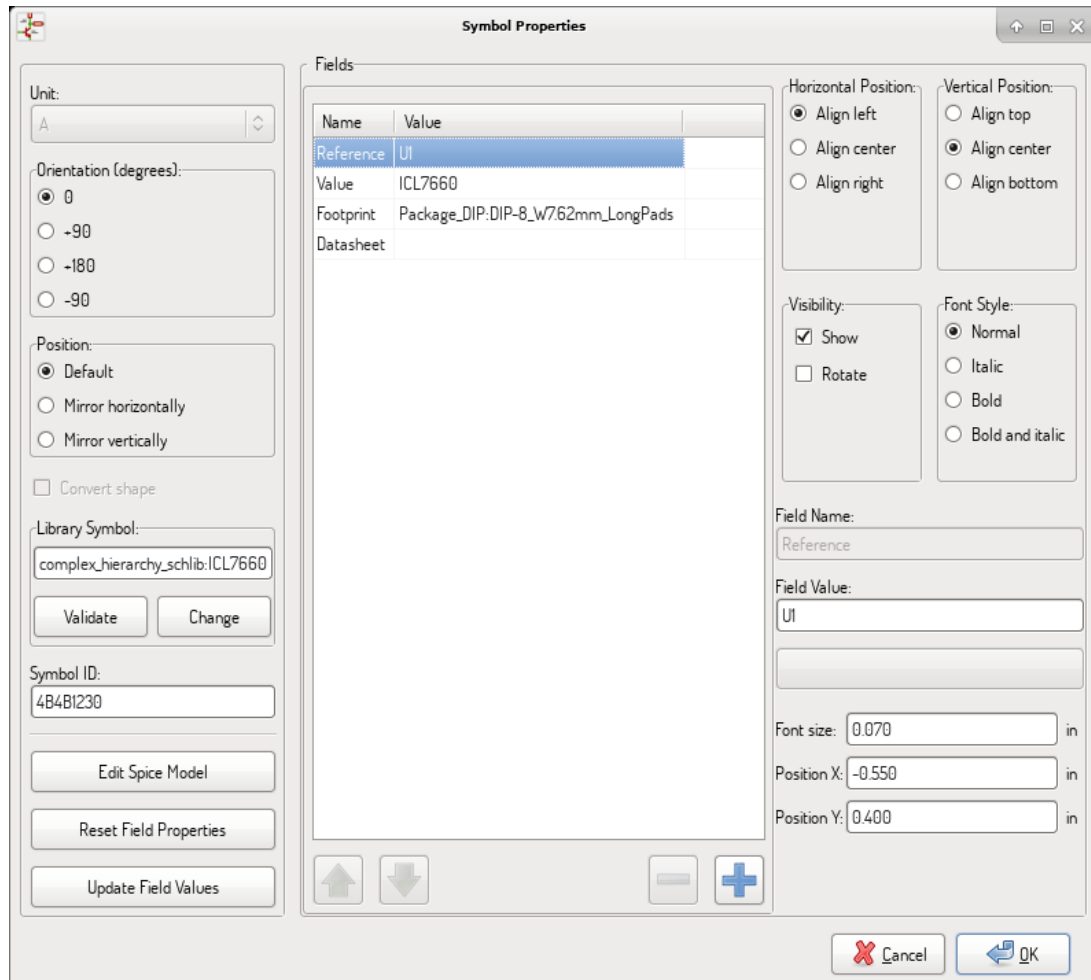 Symbol Properties
Unit:
A
Orientation (degrees):
0
+90
+180
-90
Position:
Default
Mirror horizontally
Mirror vertically
Convert shape
Library Symbol:
complex_hierarchy_schlib:ICL7660
Validate Change
Symbol ID:
4B4B1230
Edit Spice Model
Reset Field Properties
Update Field Values
Fields
Name Value
Reference U1
Value ICL7660
Footprint Package_DIP:DIP-8_W7.62mm_LongPads
Datasheet
Horizontal Position:
Align left
Align center
Align right
Vertical Position:
Align top
Align center
Align bottom
Visibility:
Show
Rotate
Font Style:
Normal
Italic
Bold
Bold and italic
Field Name:
Reference
Field Value:
U1
Font size: 0.070 in
Position X: -0.550 in
Position Y: 0.400 in
Cancel OK